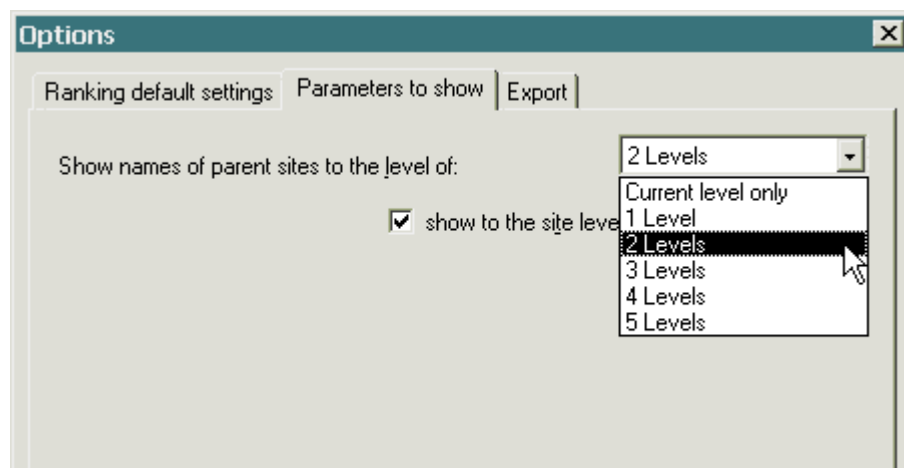 Options
Ranking default settings Parameters to show Export
Show names of parent sites to the level of: 2 Levels
Current level only
show to the site leve 1 Level
2 Levels
3 Levels
4 Levels
5 Levels